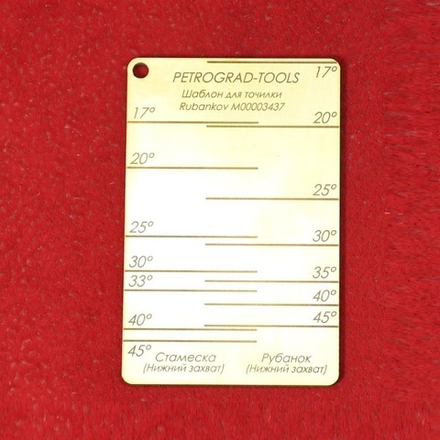 PETROGRAD-TOOLS
17°
Шаблон для точилки
Rubankov М00003437
17°
20°
20°
25°
25°
30°
30°
33°
35°
40°
40°
45°
45°
Стамеска
Рубанок
(Нижний захват)
(Нижний захват)